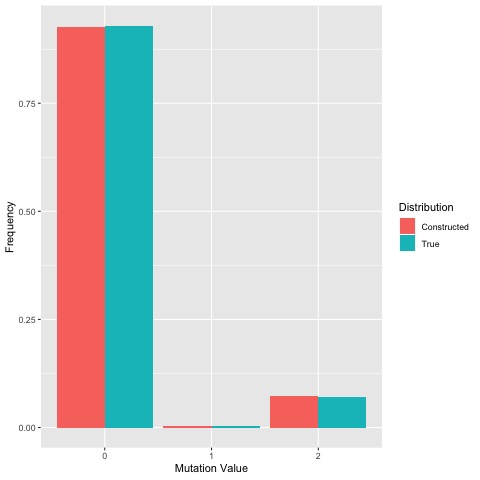 0.75
0.50
0.25
0.00
Frequency
0 1 2
Mutation Value
Distribution
Constructed
True